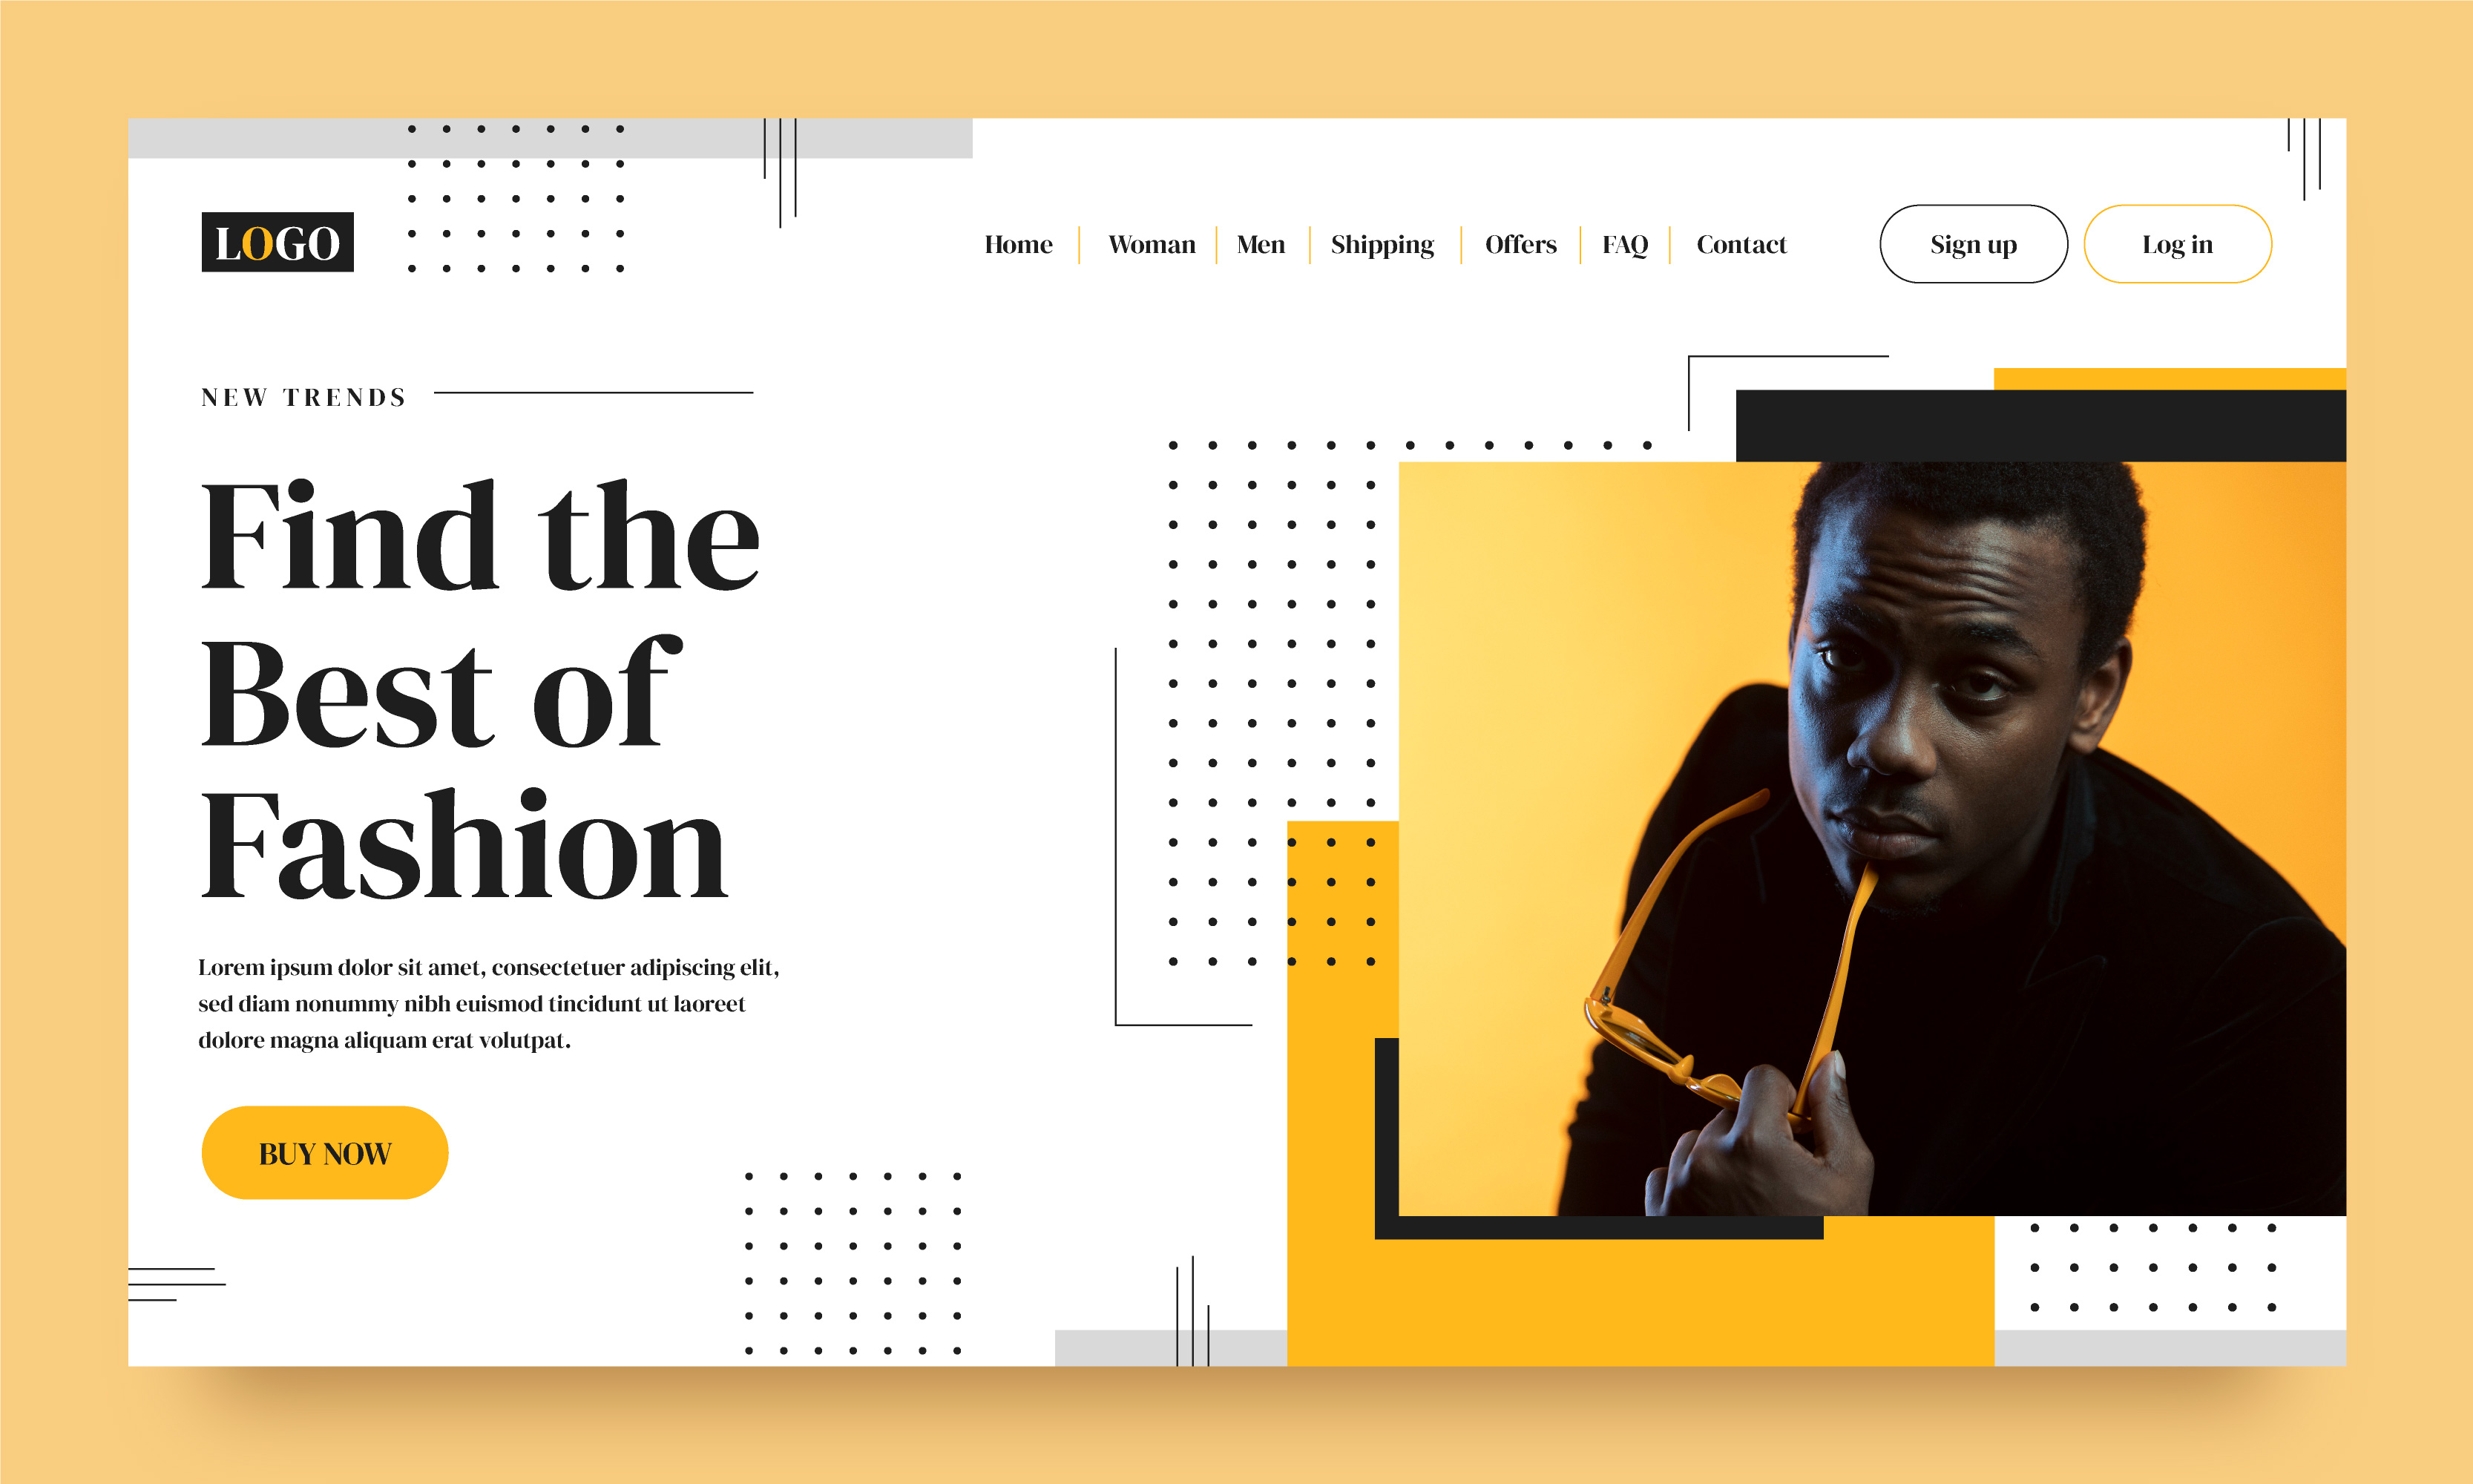 LOGO
Home
Woman
Men
Shipping
Offers
FAQ
Contact
Sign up
Log in
NEW TRENDS
Find the
Best of
Fashion
Lorem ipsum dolor sit amet, consectetuer adipiscing elit,
sed diam nonummy nibh euismod tincidunt ut laoreet
dolore magna aliquam erat volutpat.
BUY NOW